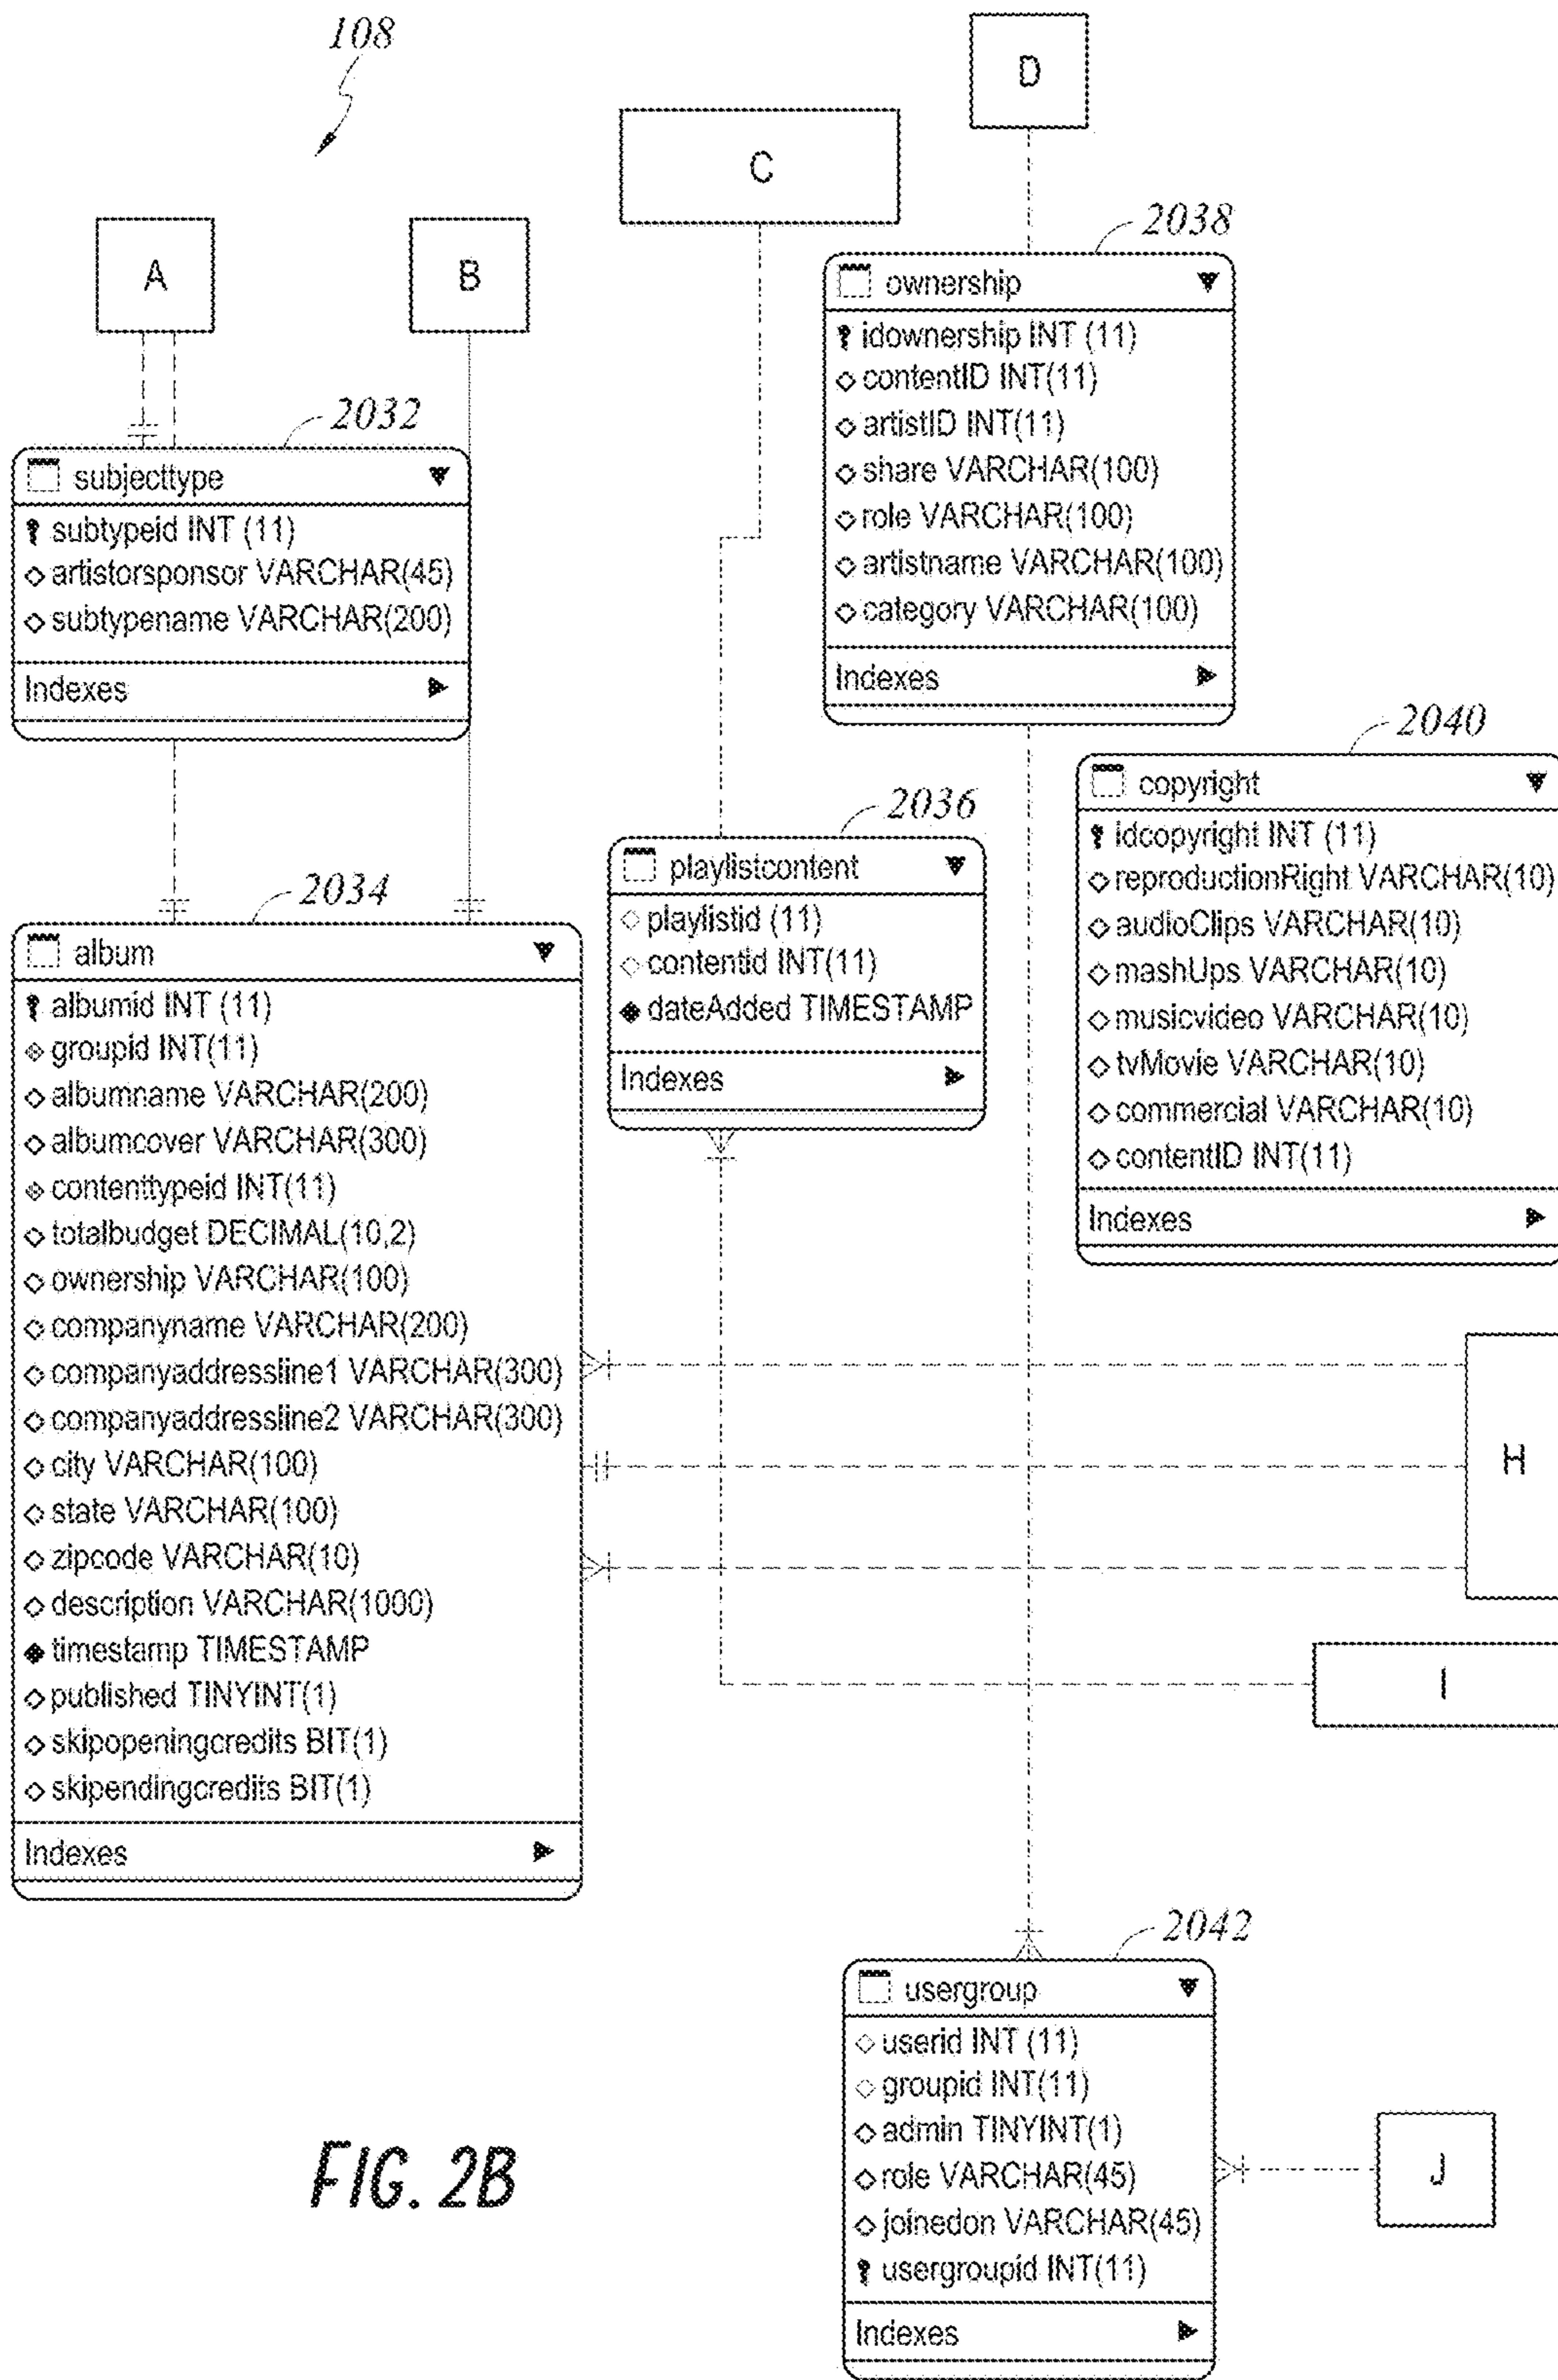 108
D
C
A
B
2038
ownership
idownership INT (11)
contentID INT(11)
artistID INT(11)
share VARCHAR(100)
role VARCHAR(100)
artistname VARCHAR(100)
category VARCHAR(100)
Indexes
2032
subjecttype
subtypeid INT (11)
artistorsponsor VARCHAR(45)
subtypename VARCHAR(200)
Indexes
2040
copyright
idcopyright INT (11)
reproductionRight VARCHAR(10)
audioClips VARCHAR(10)
mashUps VARCHAR(10)
musicvideo VARCHAR(10)
tvMovie VARCHAR(10)
commercial VARCHAR(10)
contentID INT(11)
Indexes
2036
playlistcontent
playlistid (11)
contentid INT(11)
dateAdded TIMESTAMP
Indexes
2034
album
albumid INT (11)
groupid INT(11)
albumname VARCHAR(200)
albumcover VARCHAR(300)
contenttypeid INT(11)
totalbudget DECIMAL(10,2)
ownership VARCHAR(100)
companyname VARCHAR(200)
companyaddressline1 VARCHAR(300)
companyaddressline2 VARCHAR(300)
city VARCHAR(100)
state VARCHAR(100)
zipcode VARCHAR(10)
description VARCHAR(1000)
timestamp TIMESTAMP
published TINYINT(1)
skipopeningcredits BIT(1)
skipendingcredits BIT(1)
Indexes
H
I
2042
usergroup
userid INT (11)
groupid INT(11)
admin TINYINT(1)
role VARCHAR(45)
joinedon VARCHAR(45)
usergroupid INT(11)
Indexes
J
FIG. 2B